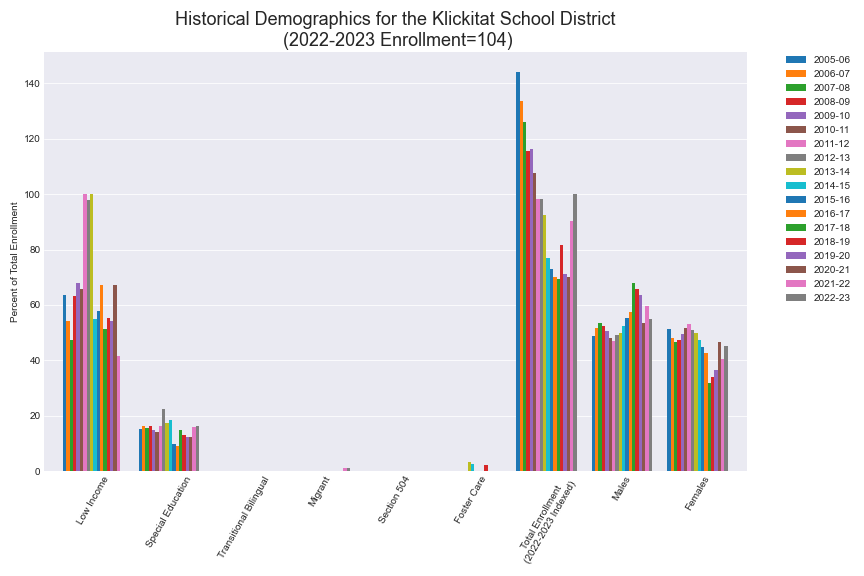 Historical Demographics for the Klickitat School District
(2022-2023 Enrollment=104)
Percent of Total Enrollment
140
120
100
80
60
40
20
0
Low Income
Special Education
Transitional Bilingual
Migrant
Section 504
Foster Care
Total Enrollment
(2022-2023 Indexed)
Males
Females
2005-06
2006-07
2007-08
2008-09
2009-10
2010-11
2011-12
2012-13
2013-14
2014-15
2015-16
2016-17
2017-18
2018-19
2019-20
2020-21
2021-22
2022-23